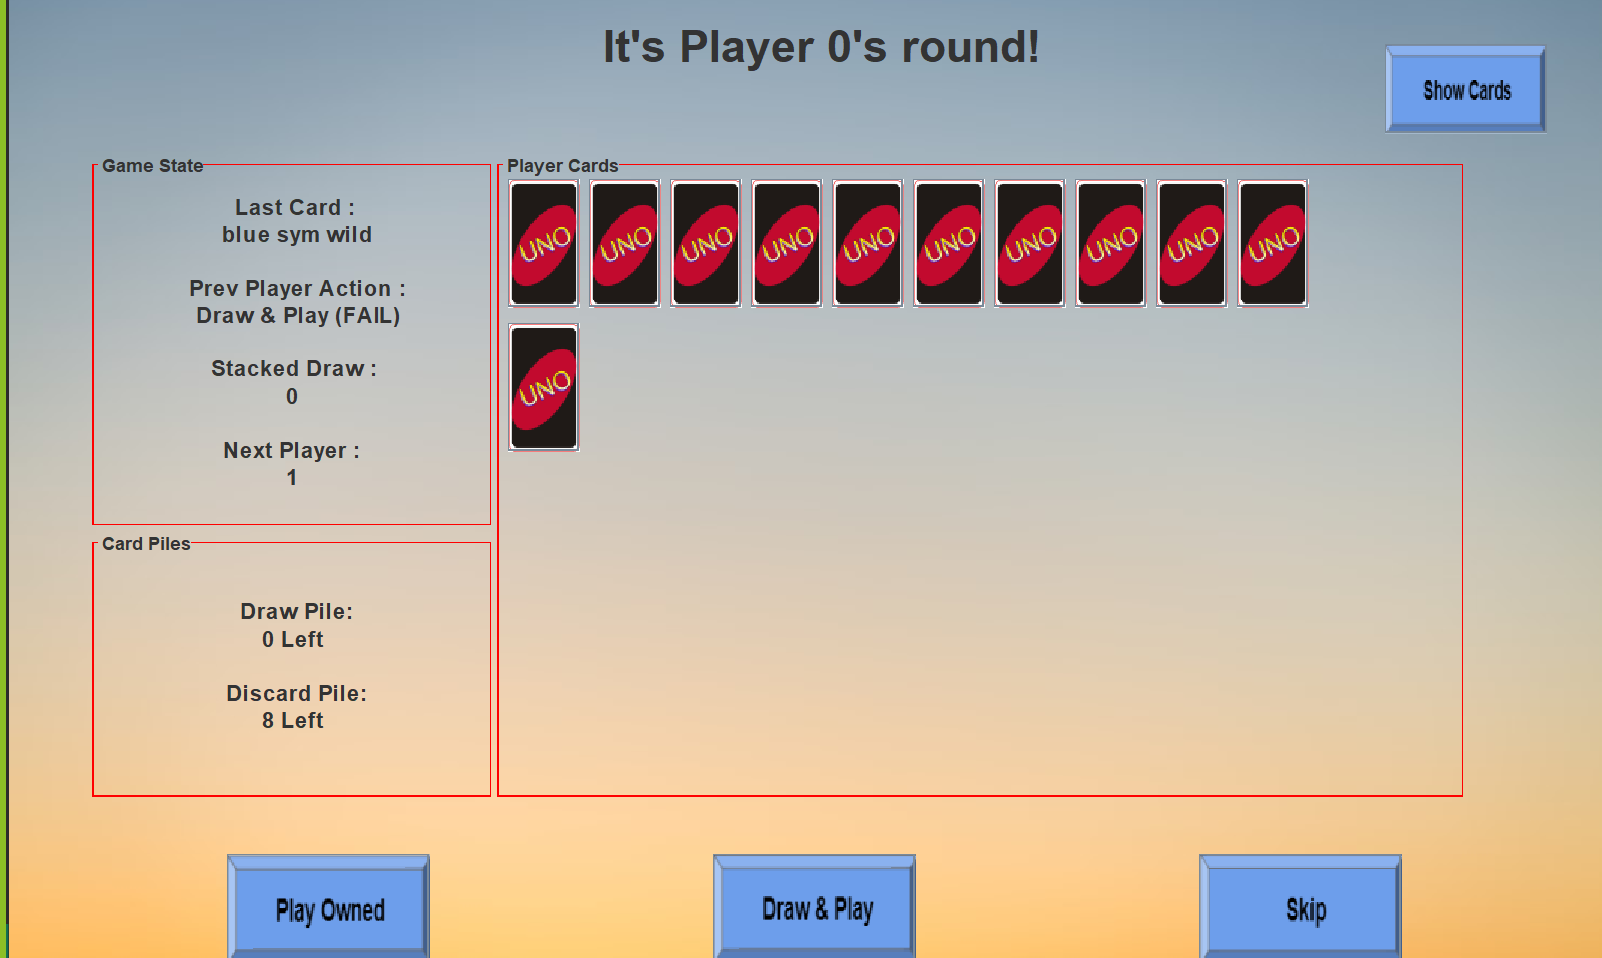 It's Player 0's round!
Show Cards
Game State
Last Card :
blue sym wild
Prev Player Action :
Draw & Play (FAIL)
Stacked Draw :
0
Next Player :
1
Player Cards
UNO UNO UNO UNO UNO UNO UNO UNO UNO UNO
UNO
Card Piles
Draw Pile:
0 Left
Discard Pile:
8 Left
Play Owned
Draw & Play
Skip